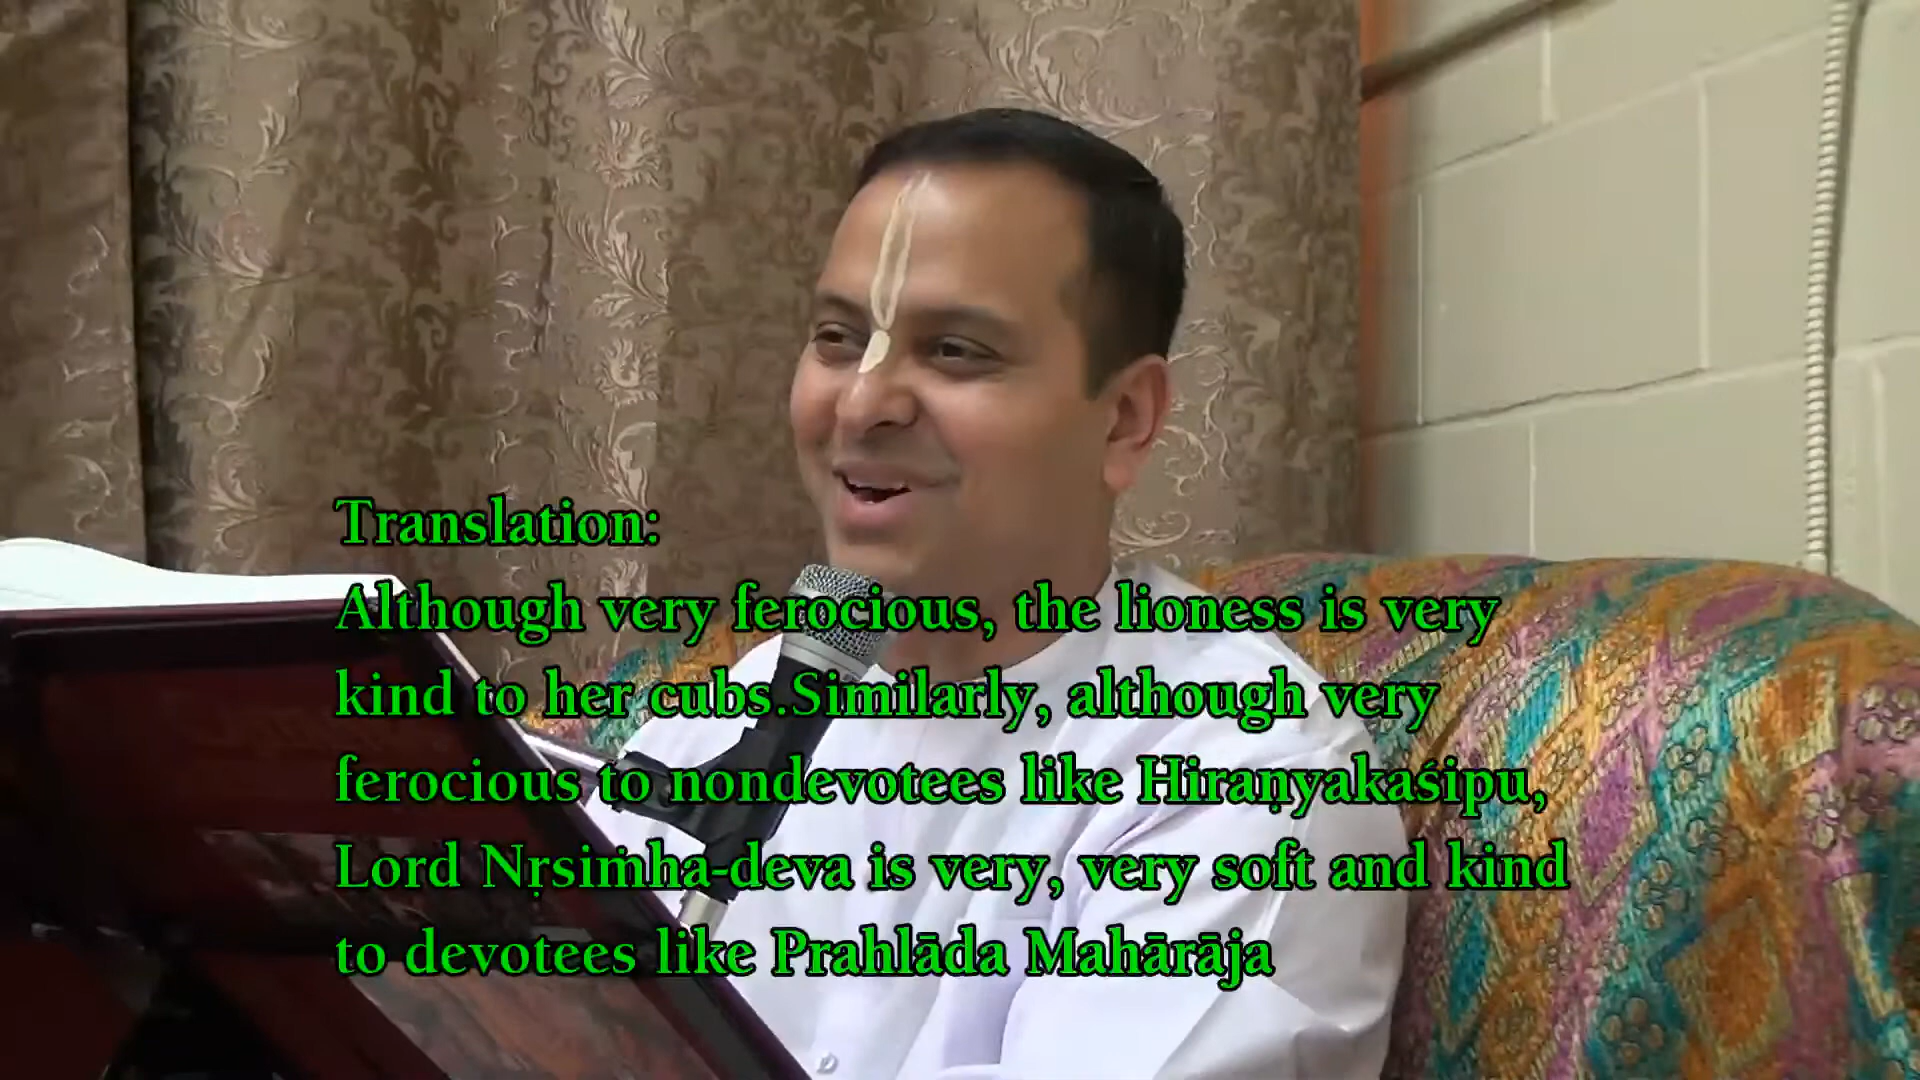 Translation:
Although very ferocious, the lioness is very
kind to her cubs.Similarly, although very
ferocious to nondevotees like Hiraṇyakaśipu,
Lord Nṛsiṁha-deva is very, very soft and kind
to devotees like Prahlāda Mahārāja